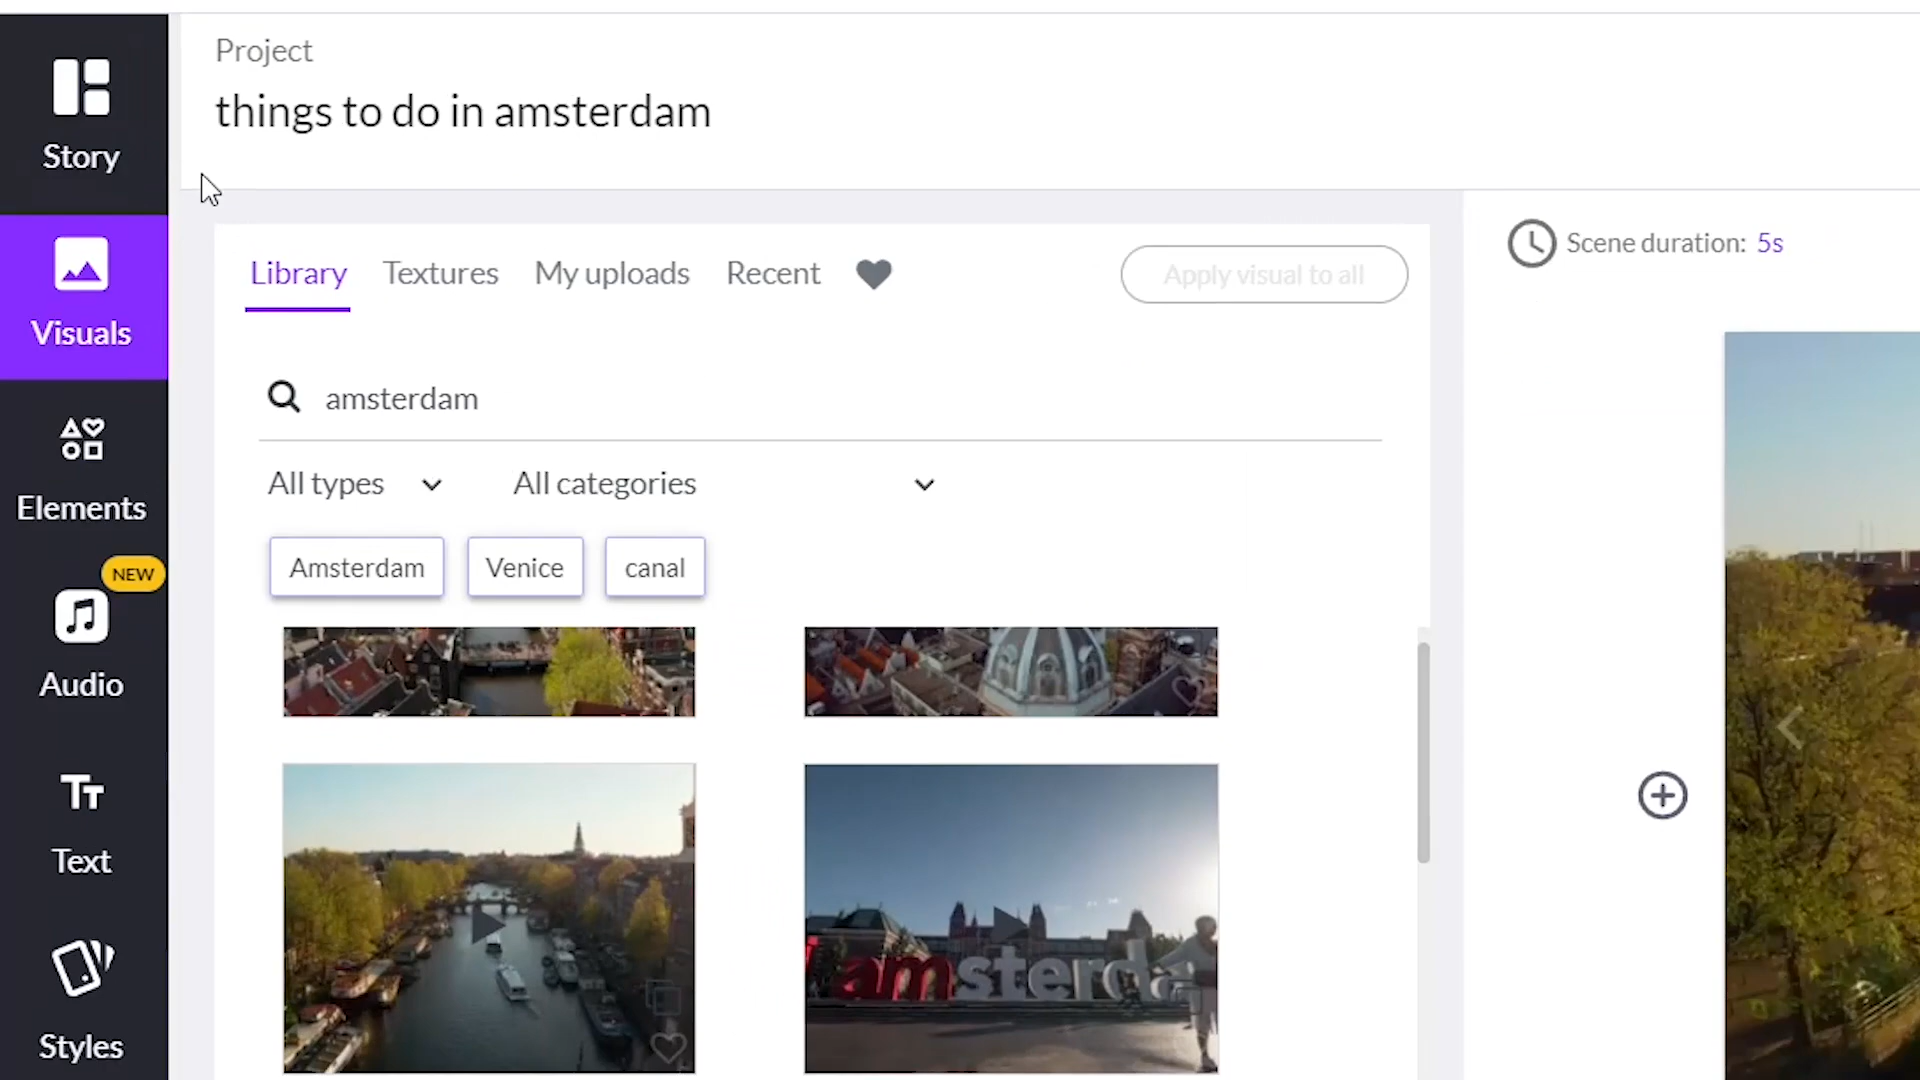 Project
things to do in amsterdam
Story
Visuals
Elements
NEW
Audio
Text
Styles
Library Textures My uploads Recent Apply visual to all
amsterdam
All types All categories
Amsterdam Venice canal
amsterda
Scene duration: 5s